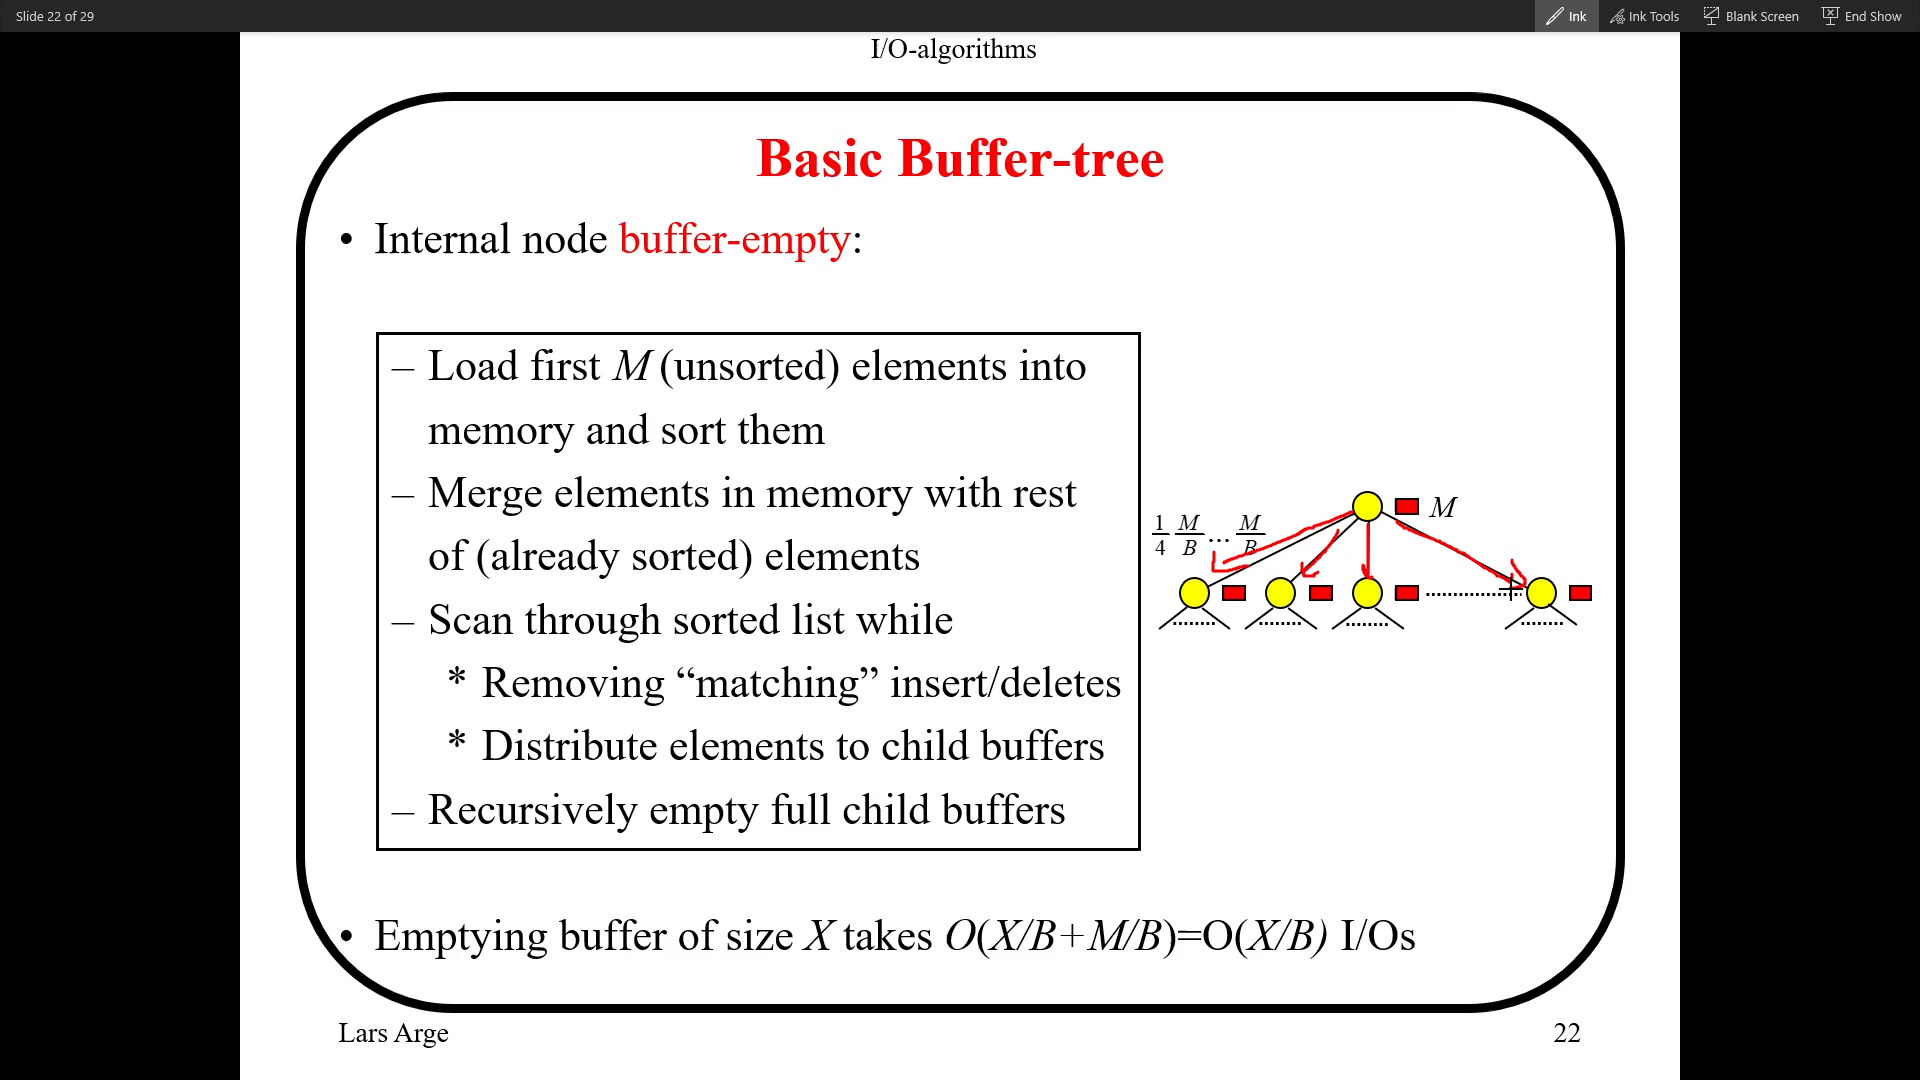 Slide 22 of 29
Ink
Ink Tools
Blank Screen
End Show
I/O-algorithms
Basic Buffer-tree
• Internal node buffer-empty:
– Load first M (unsorted) elements into
memory and sort them
– Merge elements in memory with rest
of (already sorted) elements
– Scan through sorted list while
* Removing “matching” insert/deletes
* Distribute elements to child buffers
– Recursively empty full child buffers
M
1/4 M/B ... M/B
• Emptying buffer of size X takes O(X/B+M/B)=O(X/B) I/Os
Lars Arge
22